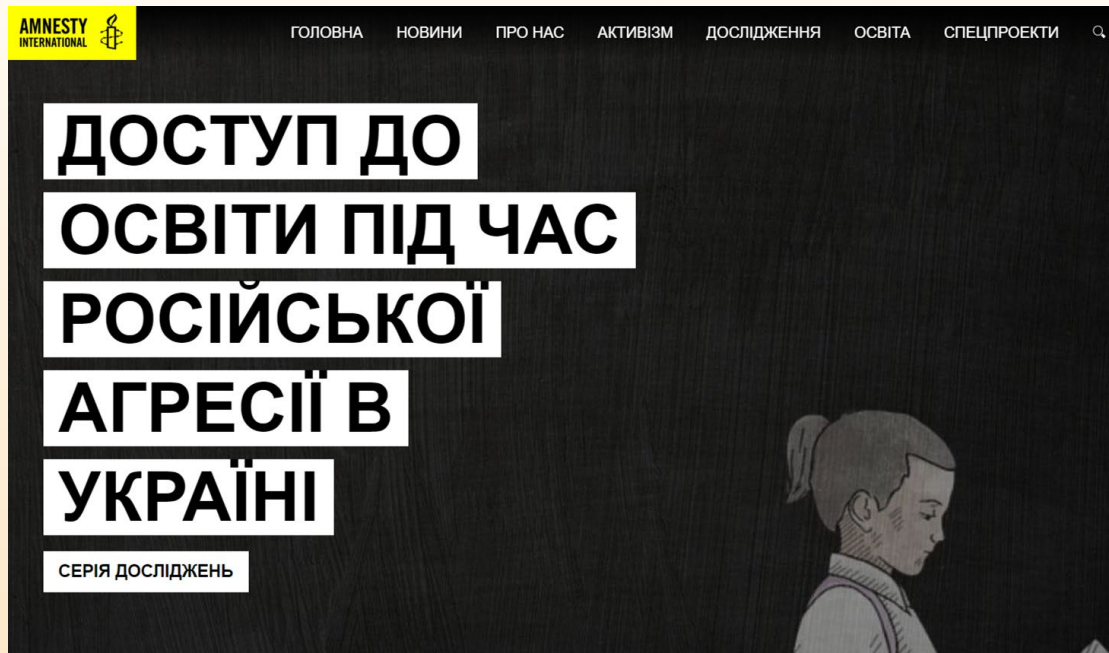 AMNESTY
INTERNATIONAL
ГОЛОВНА НОВИНИ ПРО НАС АКТИВІЗМ ДОСЛІДЖЕННЯ ОСВІТА СПЕЦПРОЕКТИ
ДОСТУП ДО
ОСВІТИ ПІД ЧАС
РОСІЙСЬКОЇ
АГРЕСІЇ В
УКРАЇНІ
СЕРІЯ ДОСЛІДЖЕНЬ